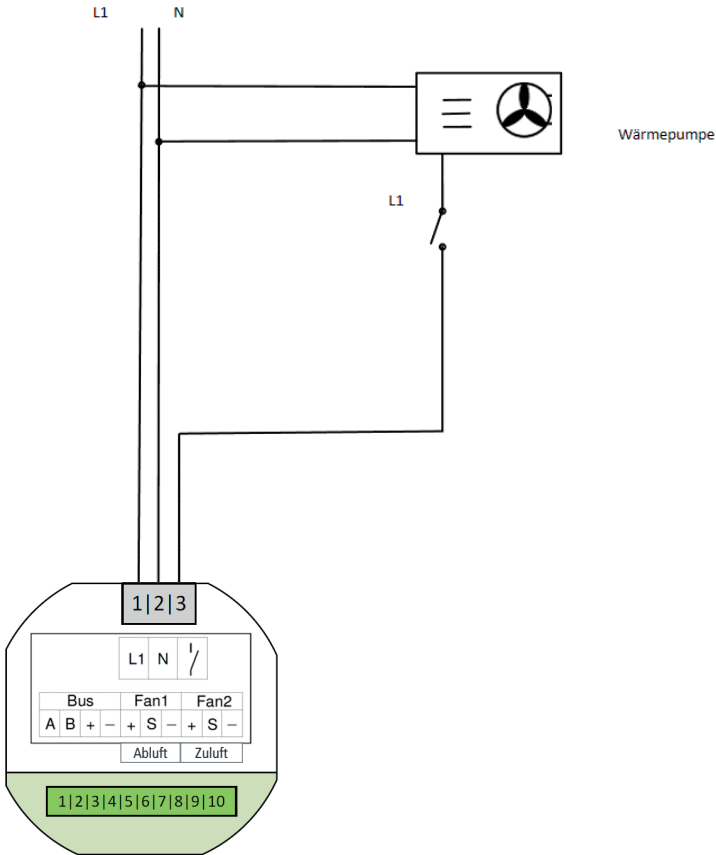 L1 N
Wärmepumpe
L1
1|2|3
L1 N
Bus Fan1 Fan2
A B + − + S − + S −
Abluft Zuluft
1|2|3|4|5|6|7|8|9|10